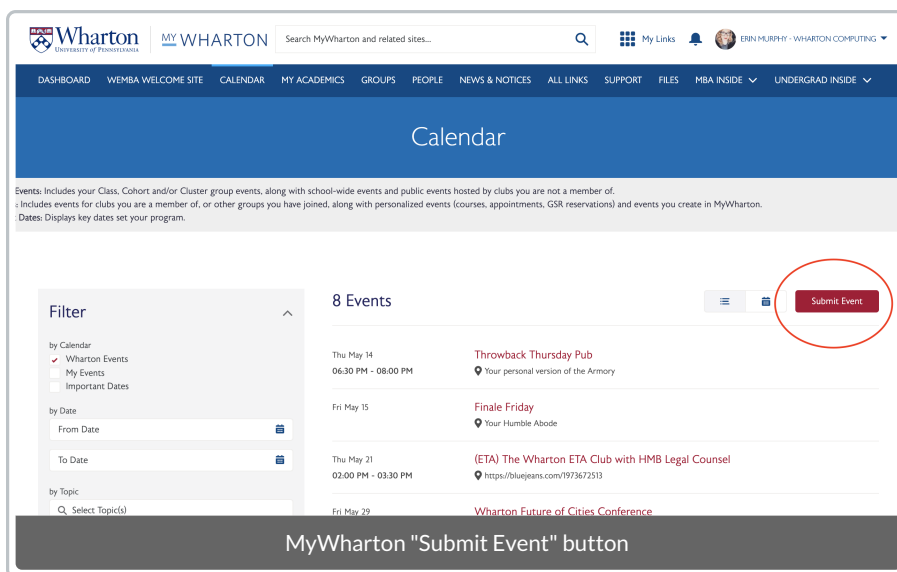 Wharton
UNIVERSITY of PENNSYLVANIA
MY WHARTON
Search MyWharton and related sites...
My Links
ERIN MURPHY - WHARTON COMPUTING
DASHBOARD WEMBA WELCOME SITE CALENDAR MY ACADEMICS GROUPS PEOPLE NEWS & NOTICES ALL LINKS SUPPORT FILES MBA INSIDE UNDERGRAD INSIDE
Calendar
Events: Includes your Class, Cohort and/or Cluster group events, along with school-wide events and public events hosted by clubs you are not a member of.
: Includes events for clubs you are a member of, or other groups you have joined, along with personalized events (courses, appointments, GSR reservations) and events you create in MyWharton.
Dates: Displays key dates set your program.
Filter
by Calendar
Wharton Events
My Events
Important Dates
by Date
From Date
To Date
by Topic
Select Topic(s)
8 Events
Submit Event
Thu May 14
06:30 PM - 08:00 PM
Throwback Thursday Pub
Your personal version of the Armory
Fri May 15
Finale Friday
Your Humble Abode
Thu May 21
02:00 PM - 03:30 PM
(ETA) The Wharton ETA Club with HMB Legal Counsel
https://bluejeans.com/1973672513
Fri May 29
Wharton Future of Cities Conference
MyWharton "Submit Event" button